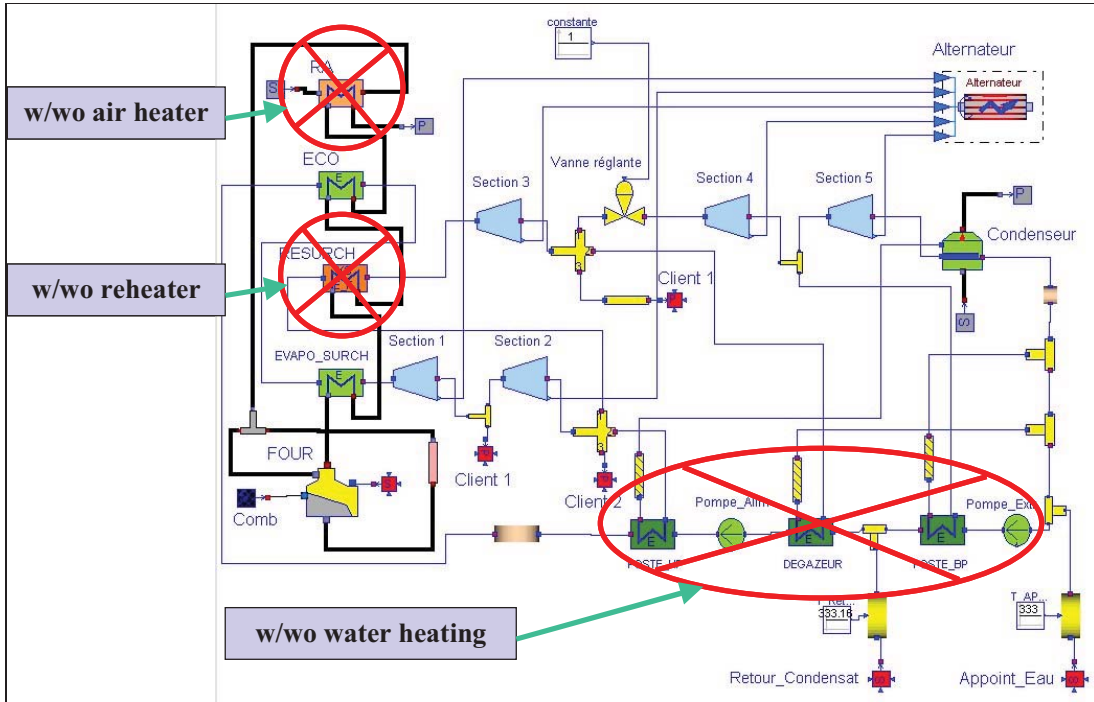 constante
1
Alternateur
Alternateur
RA
S
P
w/wo air heater
ECO
E
Vanne réglante
Section 3
Section 4
Section 5
P
Condenseur
RESURCH
w/wo reheater
3
Client 1
S
EVAPO_SURCH
E
Section 1
Section 2
FOUR
Client 1
Comb
Client 2
Pompe_Alim
Pompe_Ext
E
E
E
DEGAZEUR
POSTE_BP
w/wo water heating
333.16
T_AP...
333
Retour_Condensat
Appoint_Eau